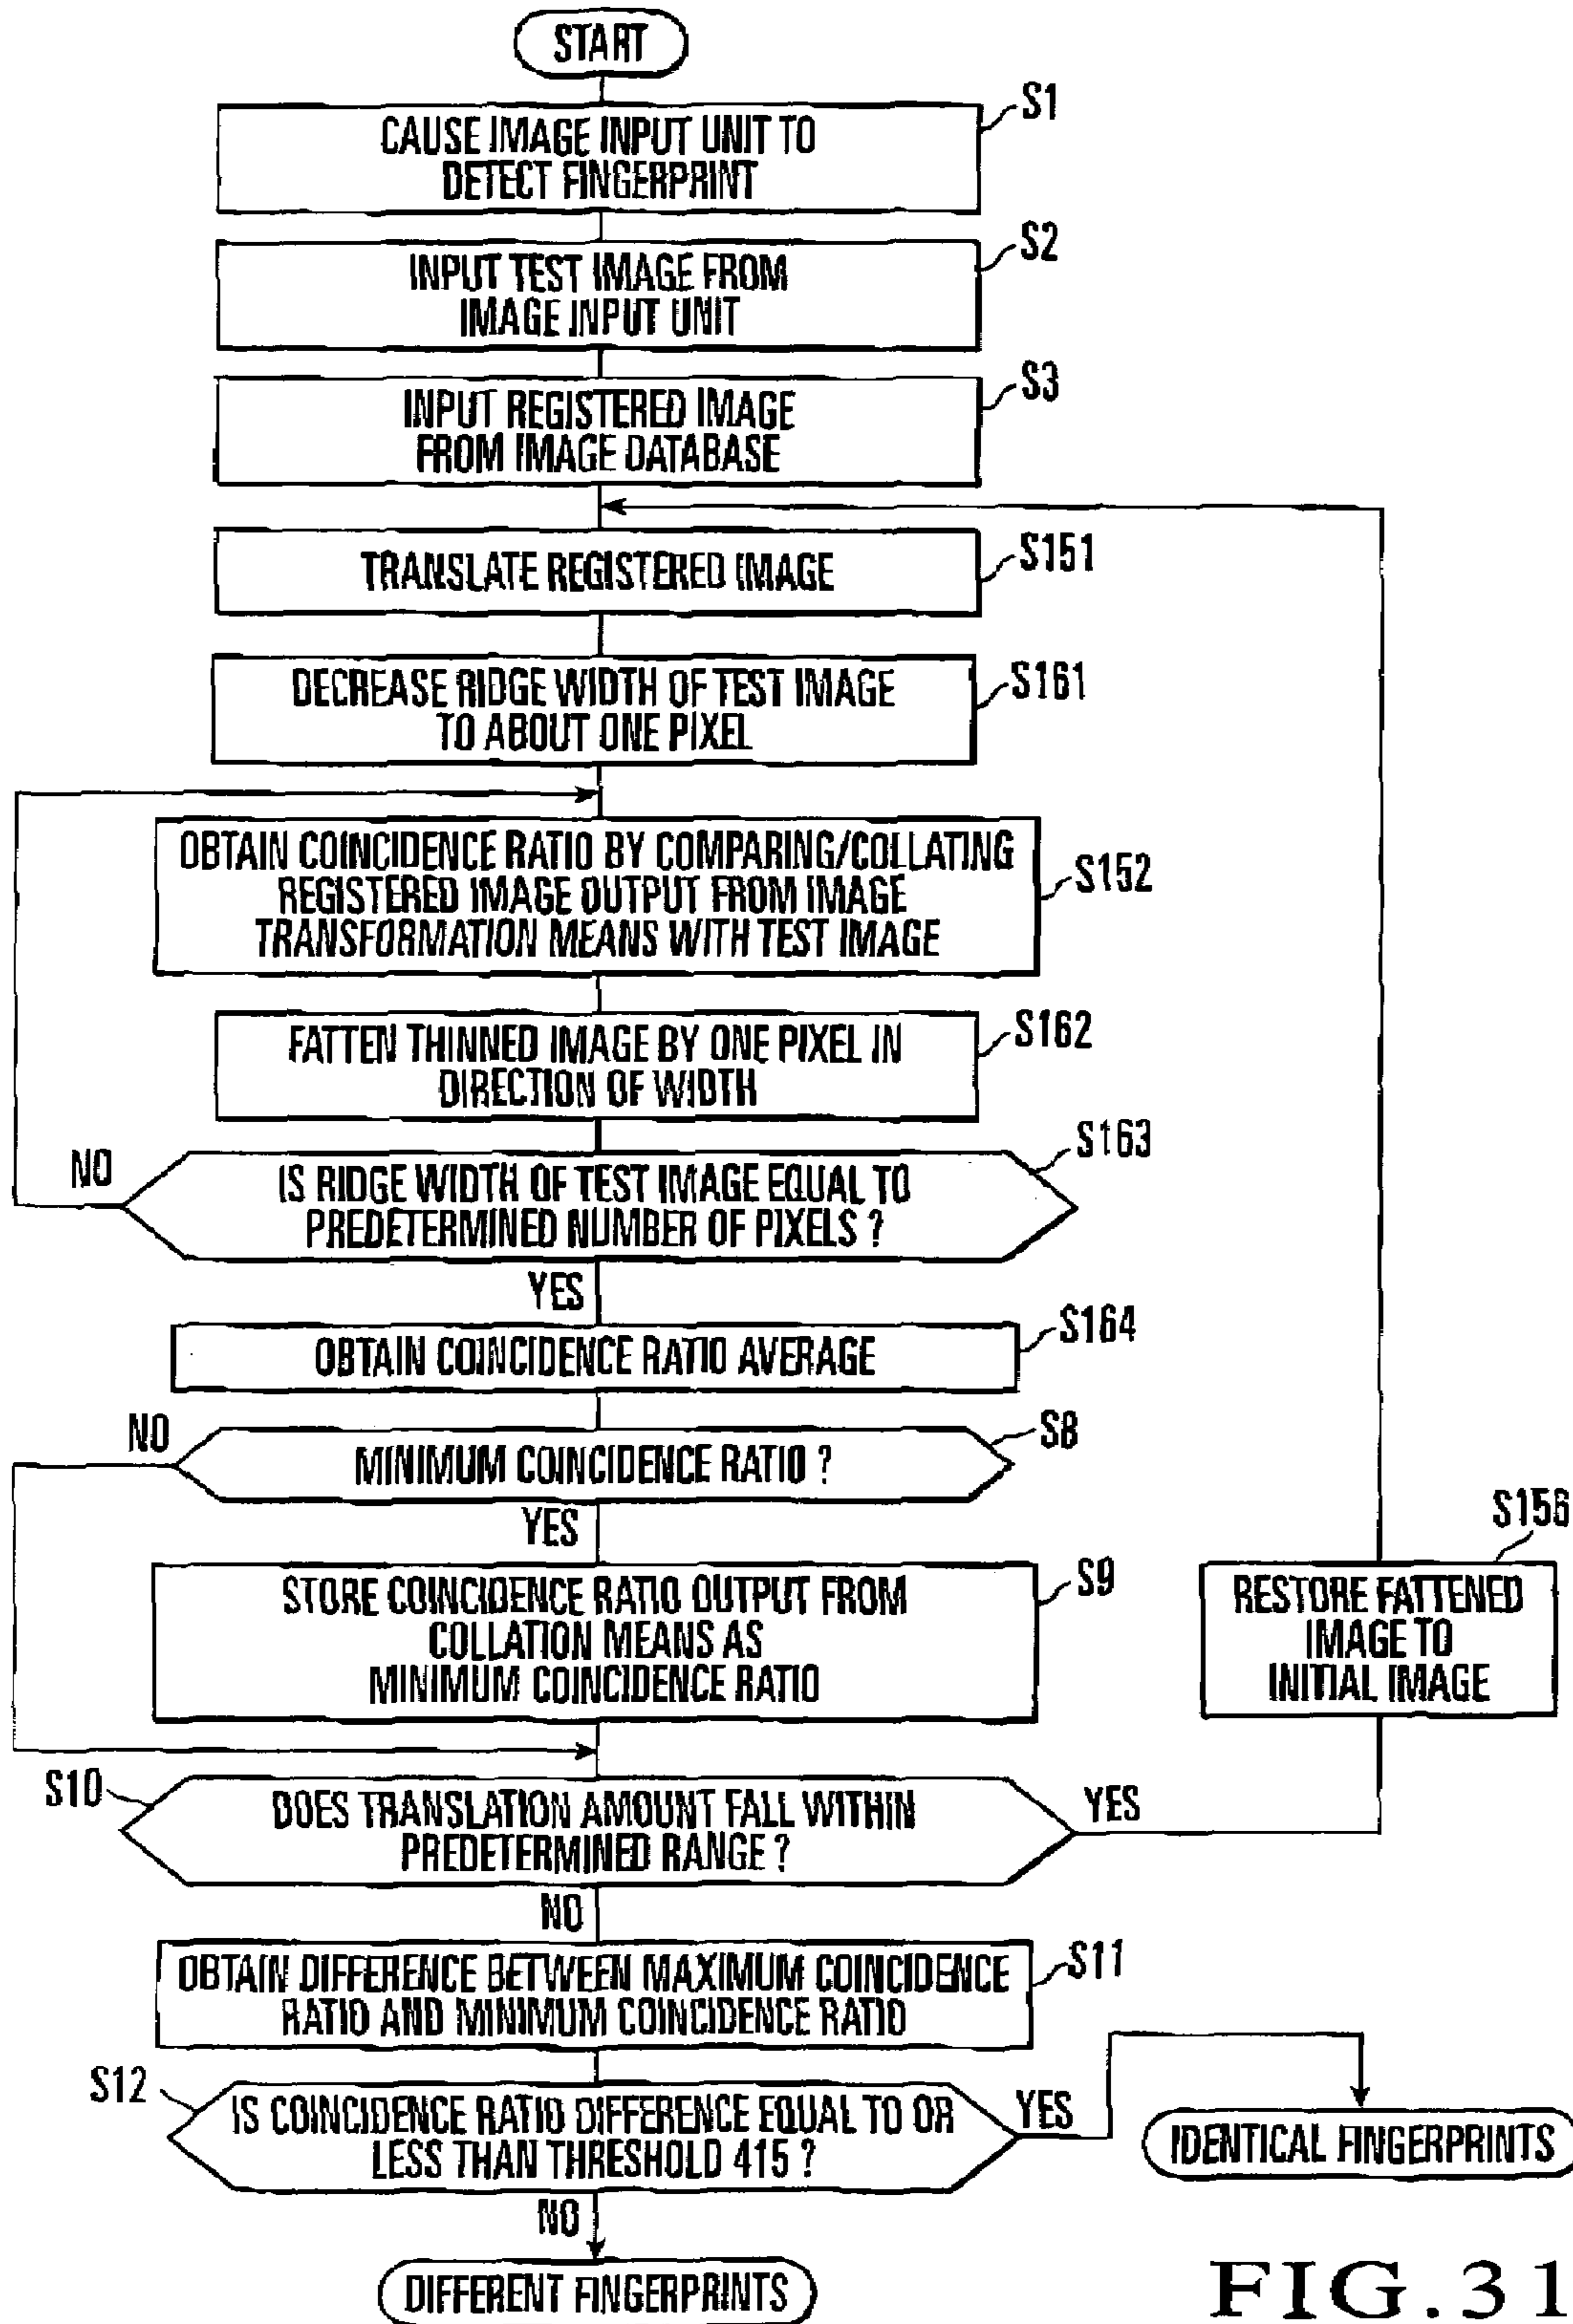 START
S1
CAUSE IMAGE INPUT UNIT TO
DETECT FINGERPRINT
S2
INPUT TEST IMAGE FROM
IMAGE INPUT UNIT
S3
INPUT REGISTERED IMAGE
FROM IMAGE DATABASE
S151
TRANSLATE REGISTERED IMAGE
S161
DECREASE RIDGE WIDTH OF TEST IMAGE
TO ABOUT ONE PIXEL
S152
OBTAIN COINCIDENCE RATIO BY COMPARING/COLLATING
REGISTERED IMAGE OUTPUT FROM IMAGE
TRANSFORMATION MEANS WITH TEST IMAGE
S162
FATTEN THINNED IMAGE BY ONE PIXEL IN
DIRECTION OF WIDTH
S163
NO
IS RIDGE WIDTH OF TEST IMAGE EQUAL TO
PREDETERMINED NUMBER OF PIXELS ?
YES
S164
OBTAIN COINCIDENCE RATIO AVERAGE
NO
S8
MINIMUM COINCIDENCE RATIO ?
YES
S9
STORE COINCIDENCE RATIO OUTPUT FROM
COLLATION MEANS AS
MINIMUM COINCIDENCE RATIO
S156
RESTORE FATTENED
IMAGE TO
INITIAL IMAGE
S10
DOES TRANSLATION AMOUNT FALL WITHIN
PREDETERMINED RANGE ?
YES
NO
S11
OBTAIN DIFFERENCE BETWEEN MAXIMUM COINCIDENCE
RATIO AND MINIMUM COINCIDENCE RATIO
S12
IS COINCIDENCE RATIO DIFFERENCE EQUAL TO OR
LESS THAN THRESHOLD 415 ?
YES
IDENTICAL FINGERPRINTS
NO
DIFFERENT FINGERPRINTS
FIG.31